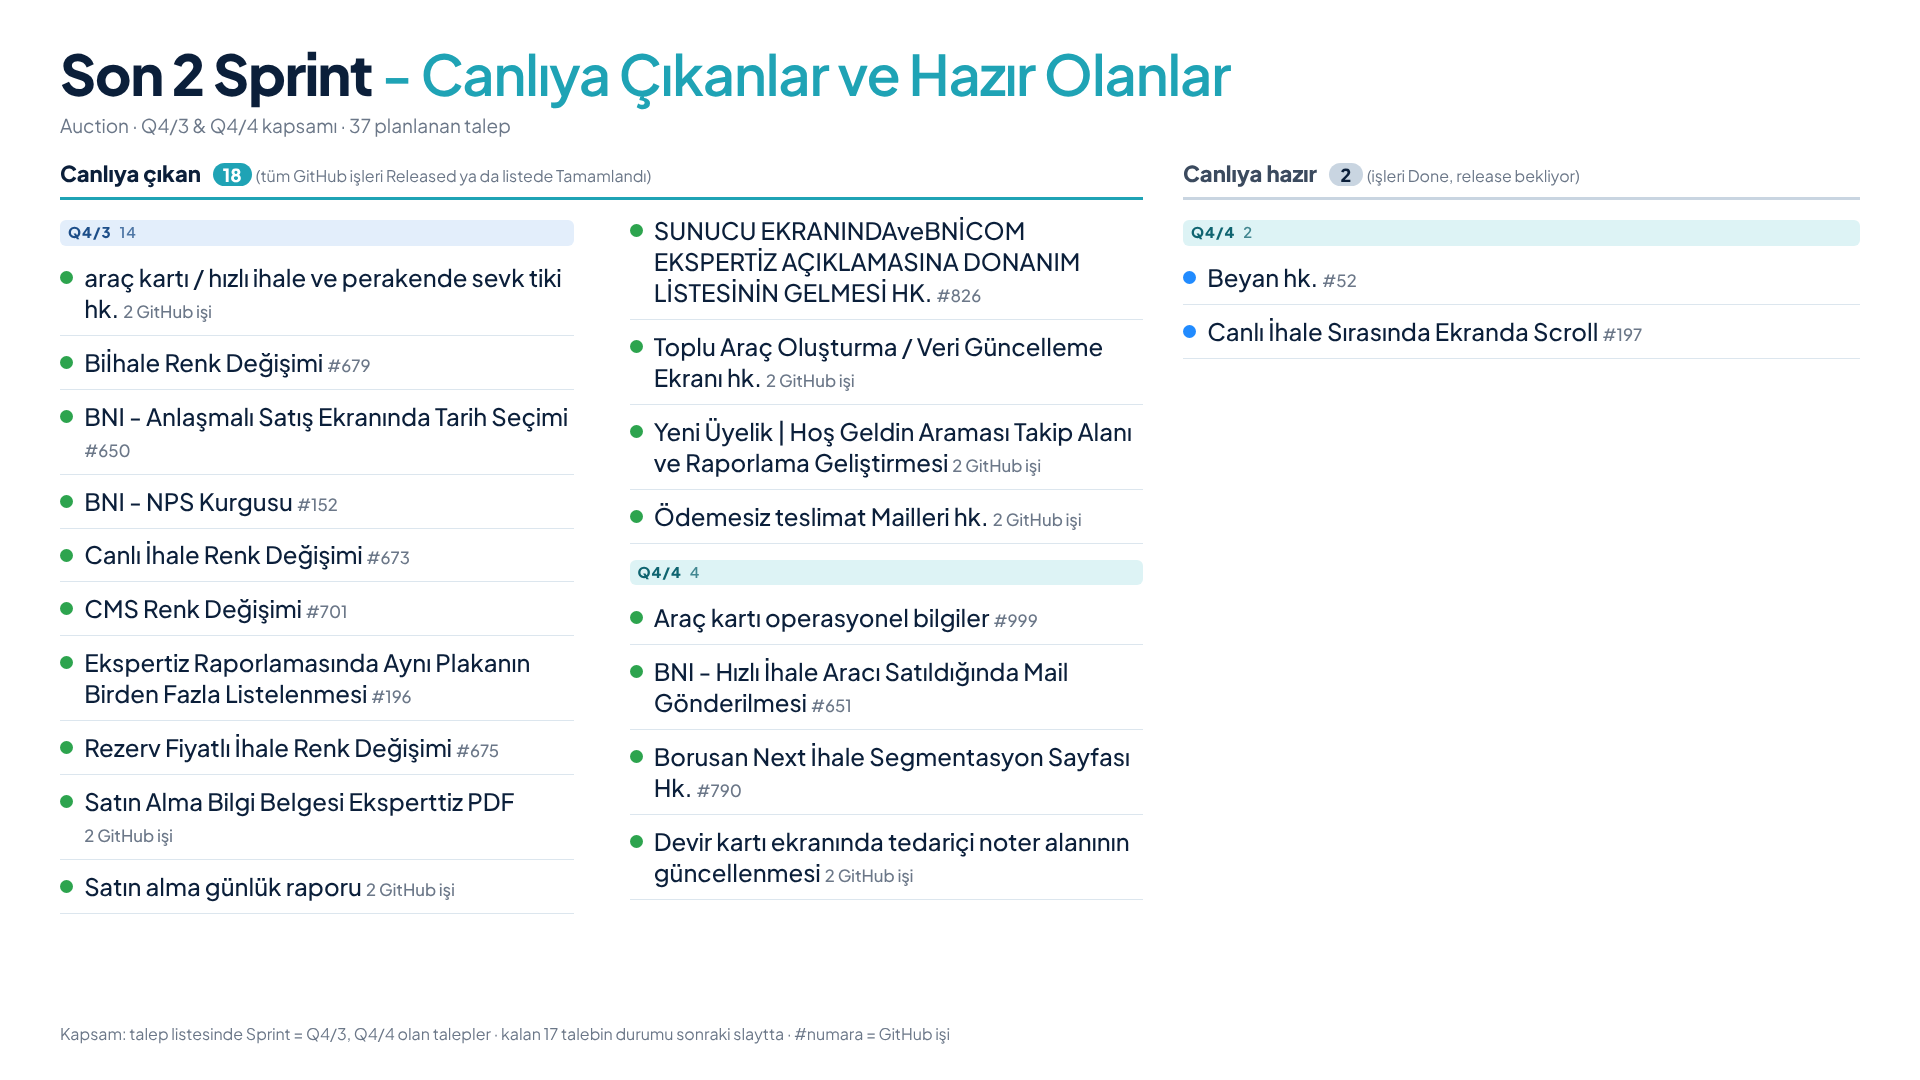 Son 2 Sprint – Canlıya Çıkanlar ve Hazır Olanlar
Auction · Q4/3 & Q4/4 kapsamı · 37 planlanan talep
Canlıya çıkan 18 (tüm GitHub işleri Released ya da listede Tamamlandı)
Q4/3 14
araç kartı / hızlı ihale ve perakende sevk tiki
hk. 2 GitHub işi
Biİhale Renk Değişimi #679
BNI - Anlaşmalı Satış Ekranında Tarih Seçimi
#650
BNI - NPS Kurgusu #152
Canlı İhale Renk Değişimi #673
CMS Renk Değişimi #701
Ekspertiz Raporlamasında Aynı Plakanın
Birden Fazla Listelenmesi #196
Rezerv Fiyatlı İhale Renk Değişimi #675
Satın Alma Bilgi Belgesi Eksperttiz PDF
2 GitHub işi
Satın alma günlük raporu 2 GitHub işi
SUNUCU EKRANINDAveBNİCOM
EKSPERTİZ AÇIKLAMASINA DONANIM
LİSTESİNİN GELMESİ HK. #826
Toplu Araç Oluşturma / Veri Güncelleme
Ekranı hk. 2 GitHub işi
Yeni Üyelik | Hoş Geldin Araması Takip Alanı
ve Raporlama Geliştirmesi 2 GitHub işi
Ödemesiz teslimat Mailleri hk. 2 GitHub işi
Q4/4 4
Araç kartı operasyonel bilgiler #999
BNI - Hızlı İhale Aracı Satıldığında Mail
Gönderilmesi #651
Borusan Next İhale Segmentasyon Sayfası
Hk. #790
Devir kartı ekranında tedariçi noter alanının
güncellenmesi 2 GitHub işi
Canlıya hazır 2 (işleri Done, release bekliyor)
Q4/4 2
Beyan hk. #52
Canlı İhale Sırasında Ekranda Scroll #197
Kapsam: talep listesinde Sprint = Q4/3, Q4/4 olan talepler · kalan 17 talebin durumu sonraki slaytta · #numara = GitHub işi